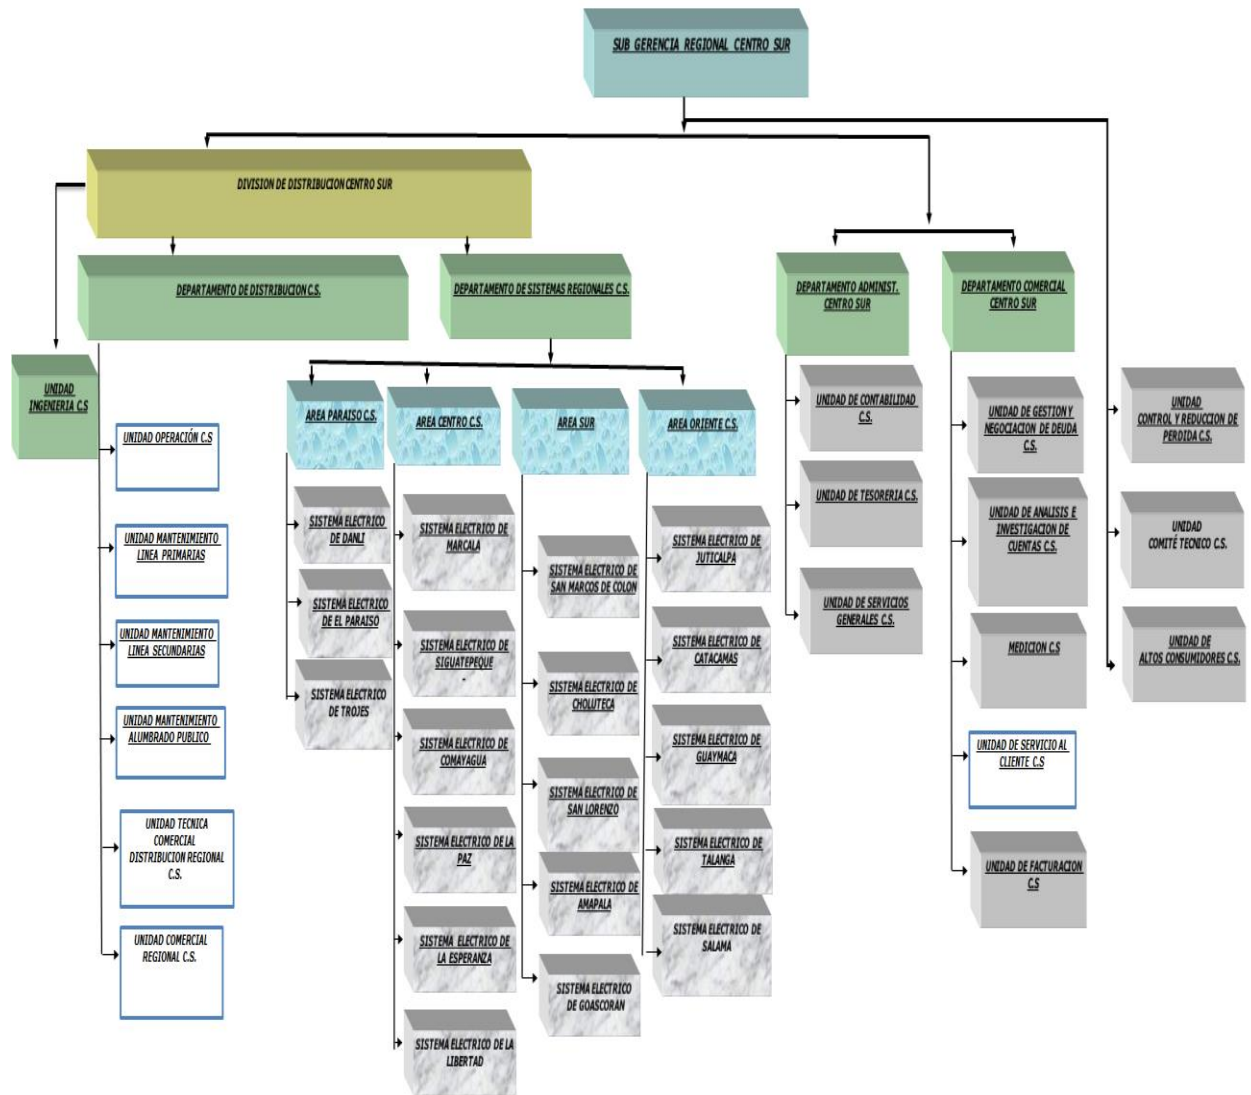 SUB GERENCIA REGIONAL CENTRO SUR
DIVISION DE DISTRIBUCION CENTRO SUR
DEPARTAMENTO DE DISTRIBUCION C.S.
DEPARTAMENTO DE SISTEMAS REGIONALES C.S.
DEPARTAMENTO ADMINIST.
CENTRO SUR
DEPARTAMENTO COMERCIAL
CENTRO SUR
UNIDAD
INGENIERIA C.S
UNIDAD OPERACIÓN C.S
UNIDAD MANTENIMIENTO
LINEA PRIMARIAS
UNIDAD MANTENIMIENTO
LINEA SECUNDARIAS
UNIDAD MANTENIMIENTO
ALUMBRADO PUBLICO
UNIDAD TECNICA
COMERCIAL
DISTRIBUCION REGIONAL
C.S.
UNIDAD COMERCIAL
REGIONAL C.S.
AREA PARAISO C.S.
SISTEMA ELECTRICO
DE DANLI
SISTEMA ELECTRICO
DE EL PARAISO
SISTEMA ELECTRICO
DE TROJES
AREA CENTRO C.S.
SISTEMA ELECTRICO DE
MARCALA
SISTEMA ELECTRICO DE
SIGUATEPEQUE
-
SISTEMA ELECTRICO DE
COMAYAGUA
SISTEMA ELECTRICO DE LA
PAZ
SISTEMA ELECTRICO DE
LA ESPERANZA
SISTEMA ELECTRICO DE LA
LIBERTAD
AREA SUR
SISTEMA ELECTRICO DE
SAN MARCOS DE COLON
SISTEMA ELECTRICO DE
CHOLUTECA
SISTEMA ELECTRICO DE
SAN LORENZO
SISTEMA ELECTRICO DE
AMAPALA
SISTEMA ELECTRICO
DE GOASCORAN
AREA ORIENTE C.S.
SISTEMA ELECTRICO DE
JUTICALPA
SISTEMA ELECTRICO DE
CATACAMAS
SISTEMA ELECTRICO DE
GUAYMACA
SISTEMA ELECTRICO DE
TALANGA
SISTEMA ELECTRICO DE
SALAMA
UNIDAD DE CONTABILIDAD
C.S.
UNIDAD DE TESORERIA C.S.
UNIDAD DE SERVICIOS
GENERALES C.S.
UNIDAD DE GESTION Y
NEGOCIACION DE DEUDA
C.S.
UNIDAD DE ANALISIS E
INVESTIGACION DE
CUENTAS C.S.
MEDICION C.S
UNIDAD DE SERVICIO AL
CLIENTE C.S
UNIDAD DE FACTURACION
C.S
UNIDAD
CONTROL Y REDUCCION DE
PERDIDA C.S.
UNIDAD
COMITÉ TECNICO C.S.
UNIDAD DE
ALTOS CONSUMIDORES C.S.